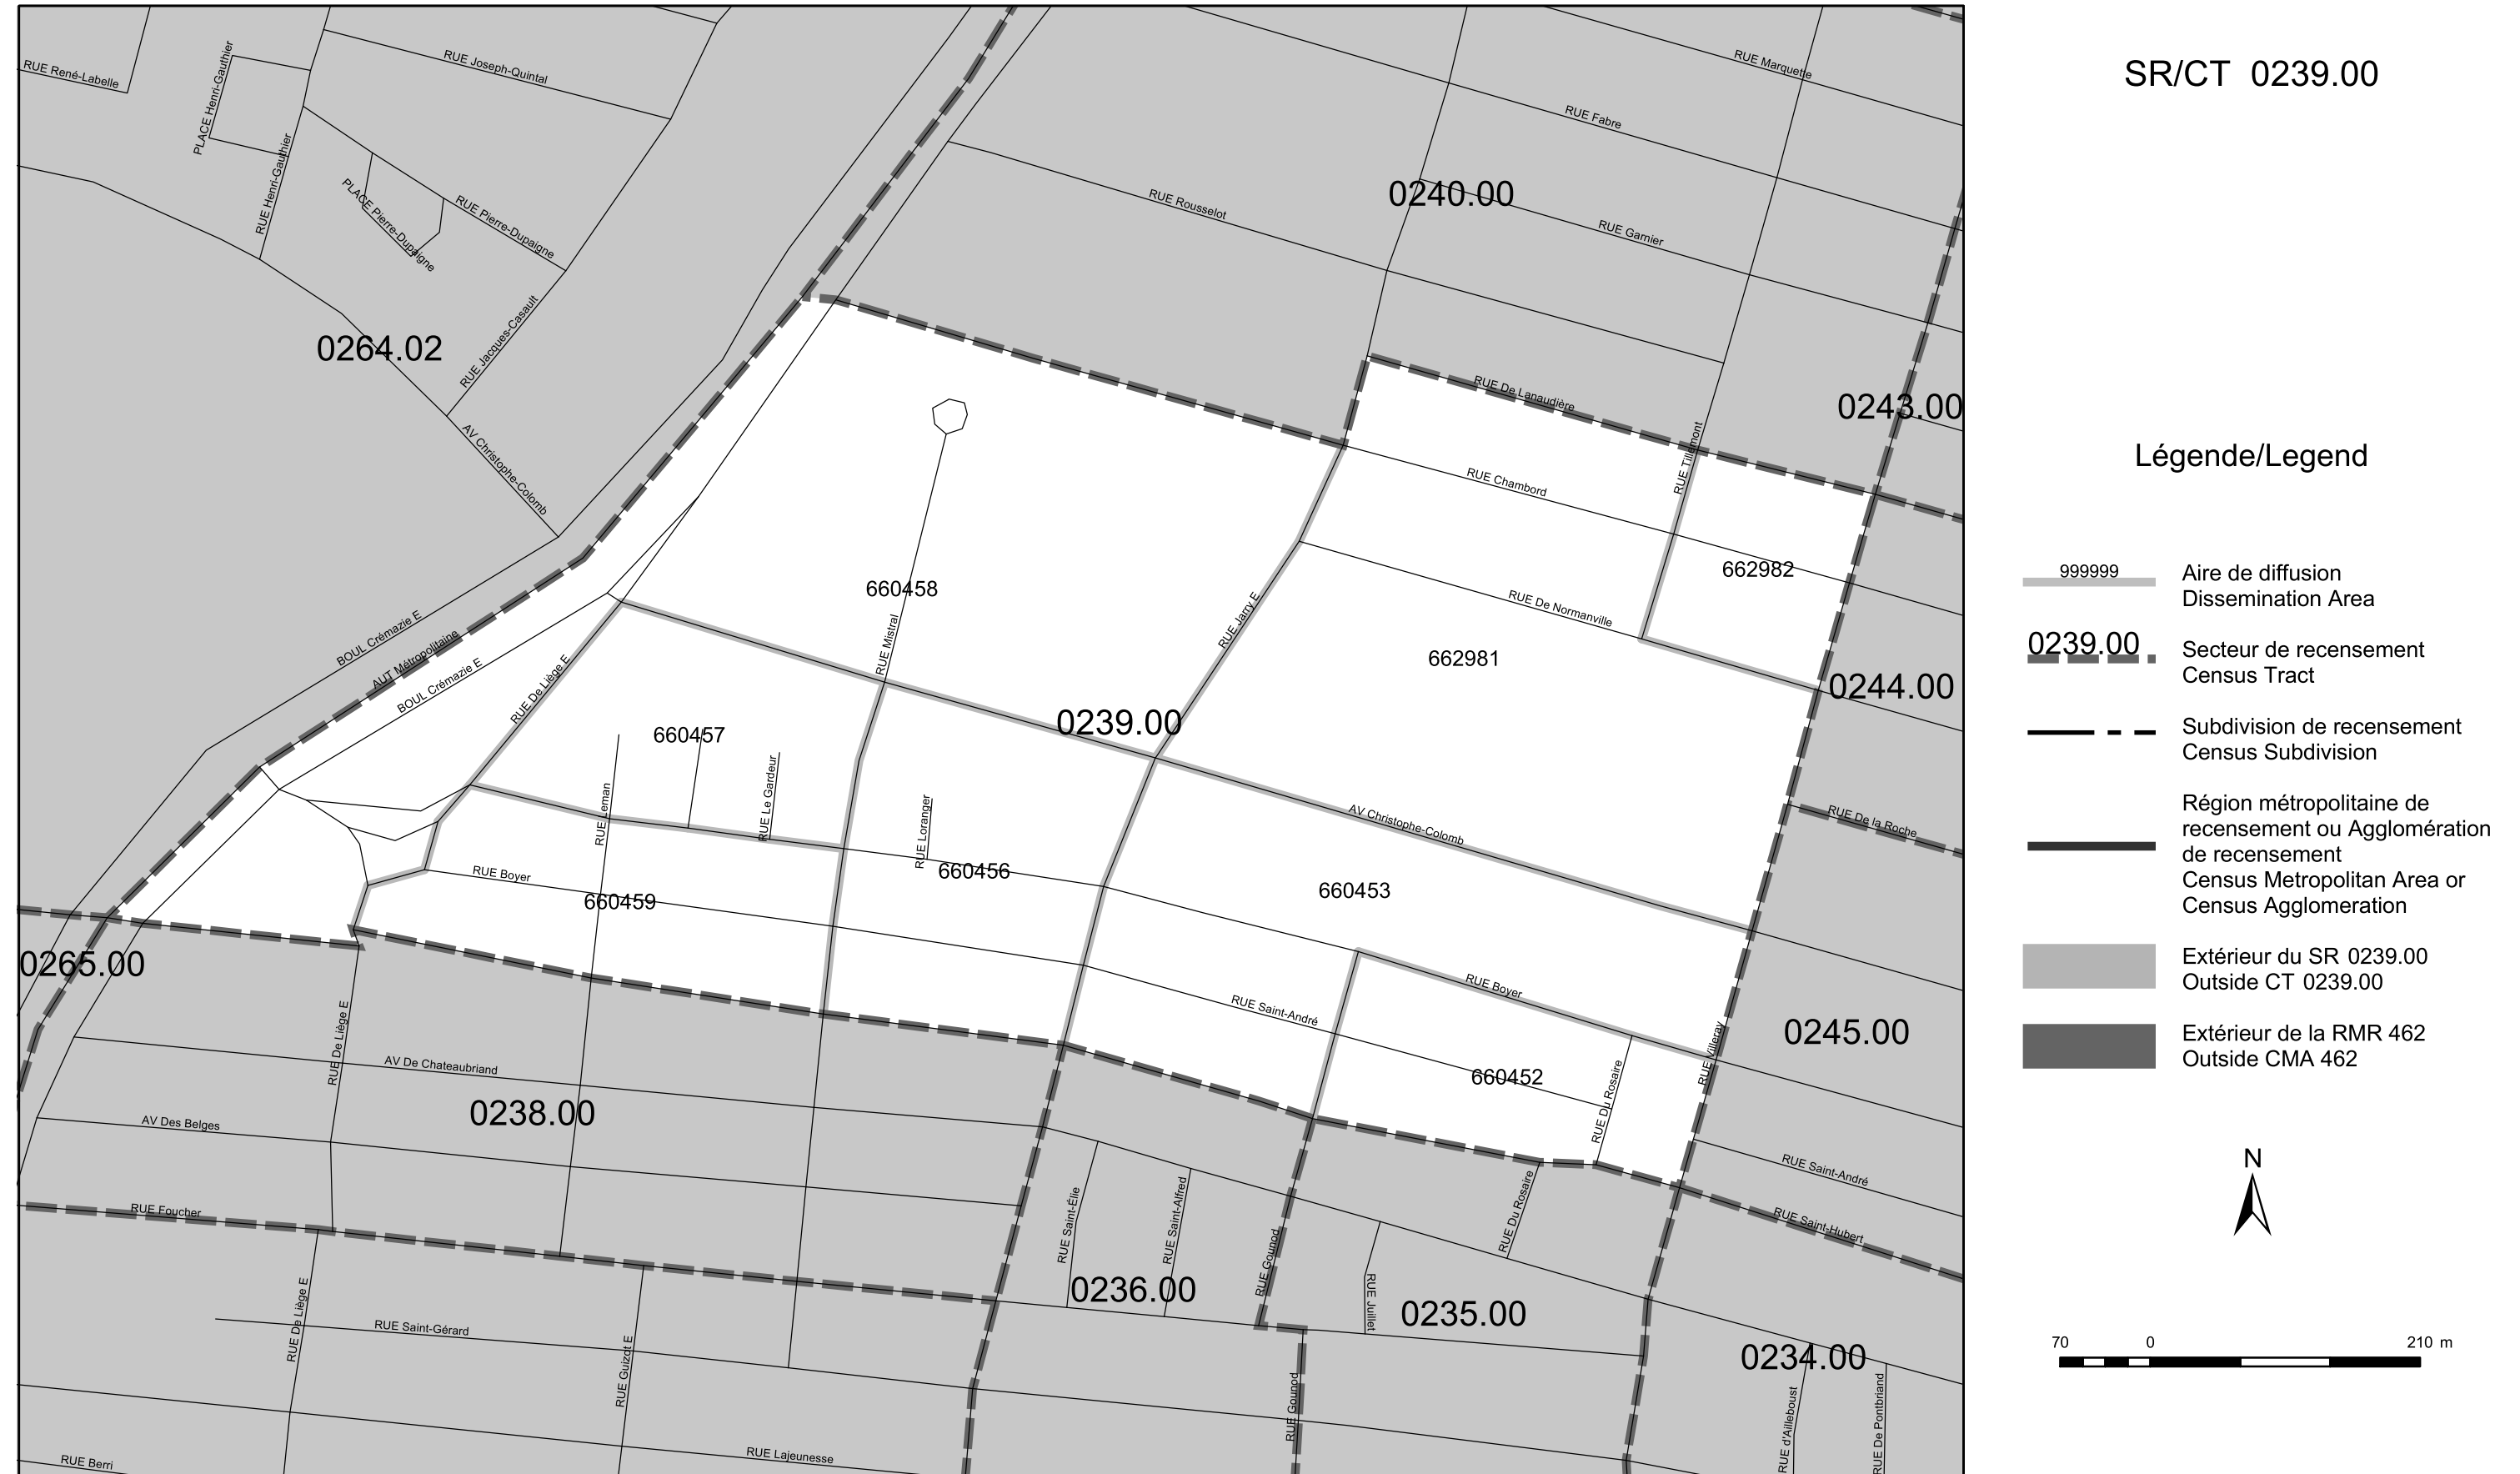 SR/CT 0239.00
RUE René-Labelle
PLACE Henri-Gauthier
RUE Henri-Gauthier
RUE Joseph-Quintal
PLACE Pierre-Dupaigne
RUE Pierre-Dupaigne
RUE Jacques-Casault
0264.02
AV Christophe-Colomb
RUE Marquette
RUE Fabre
0240.00
RUE Rousselot
RUE Garnier
0243.00
RUE De Lanaudière
RUE Tillemont
RUE Chambord
662982
RUE De Normanville
662981
660458
RUE Mistral
RUE Jarry E
BOUL Crémazie E
AUT Métropolitaine
BOUL Crémazie E
RUE De Liège E
0244.00
0239.00
660457
RUE Leman
RUE Le Gardeur
RUE Loranger
AV Christophe-Colomb
RUE De la Roche
660456
RUE Boyer
660459
660453
0265.00
RUE Boyer
RUE Saint-André
0245.00
RUE Villeray
660452
RUE Du Rosaire
RUE De Liège E
AV De Chateaubriand
0238.00
AV Des Belges
RUE Foucher
RUE Saint-André
RUE Saint-Hubert
RUE Saint-Élie
RUE Saint-Alfred
RUE Gounod
RUE Du Rosaire
0236.00
RUE Juillet
0235.00
0234.00
RUE De Liège E
RUE Saint-Gérard
RUE Guizot E
RUE Gounod
RUE d'Ailleboust
RUE De Pontbriand
RUE Berri
RUE Lajeunesse
Légende/Legend
999999
Aire de diffusion
Dissemination Area
0239.00
Secteur de recensement
Census Tract
Subdivision de recensement
Census Subdivision
Région métropolitaine de
recensement ou Agglomération
de recensement
Census Metropolitan Area or
Census Agglomeration
Extérieur du SR 0239.00
Outside CT 0239.00
Extérieur de la RMR 462
Outside CMA 462
N
70 0 210 m